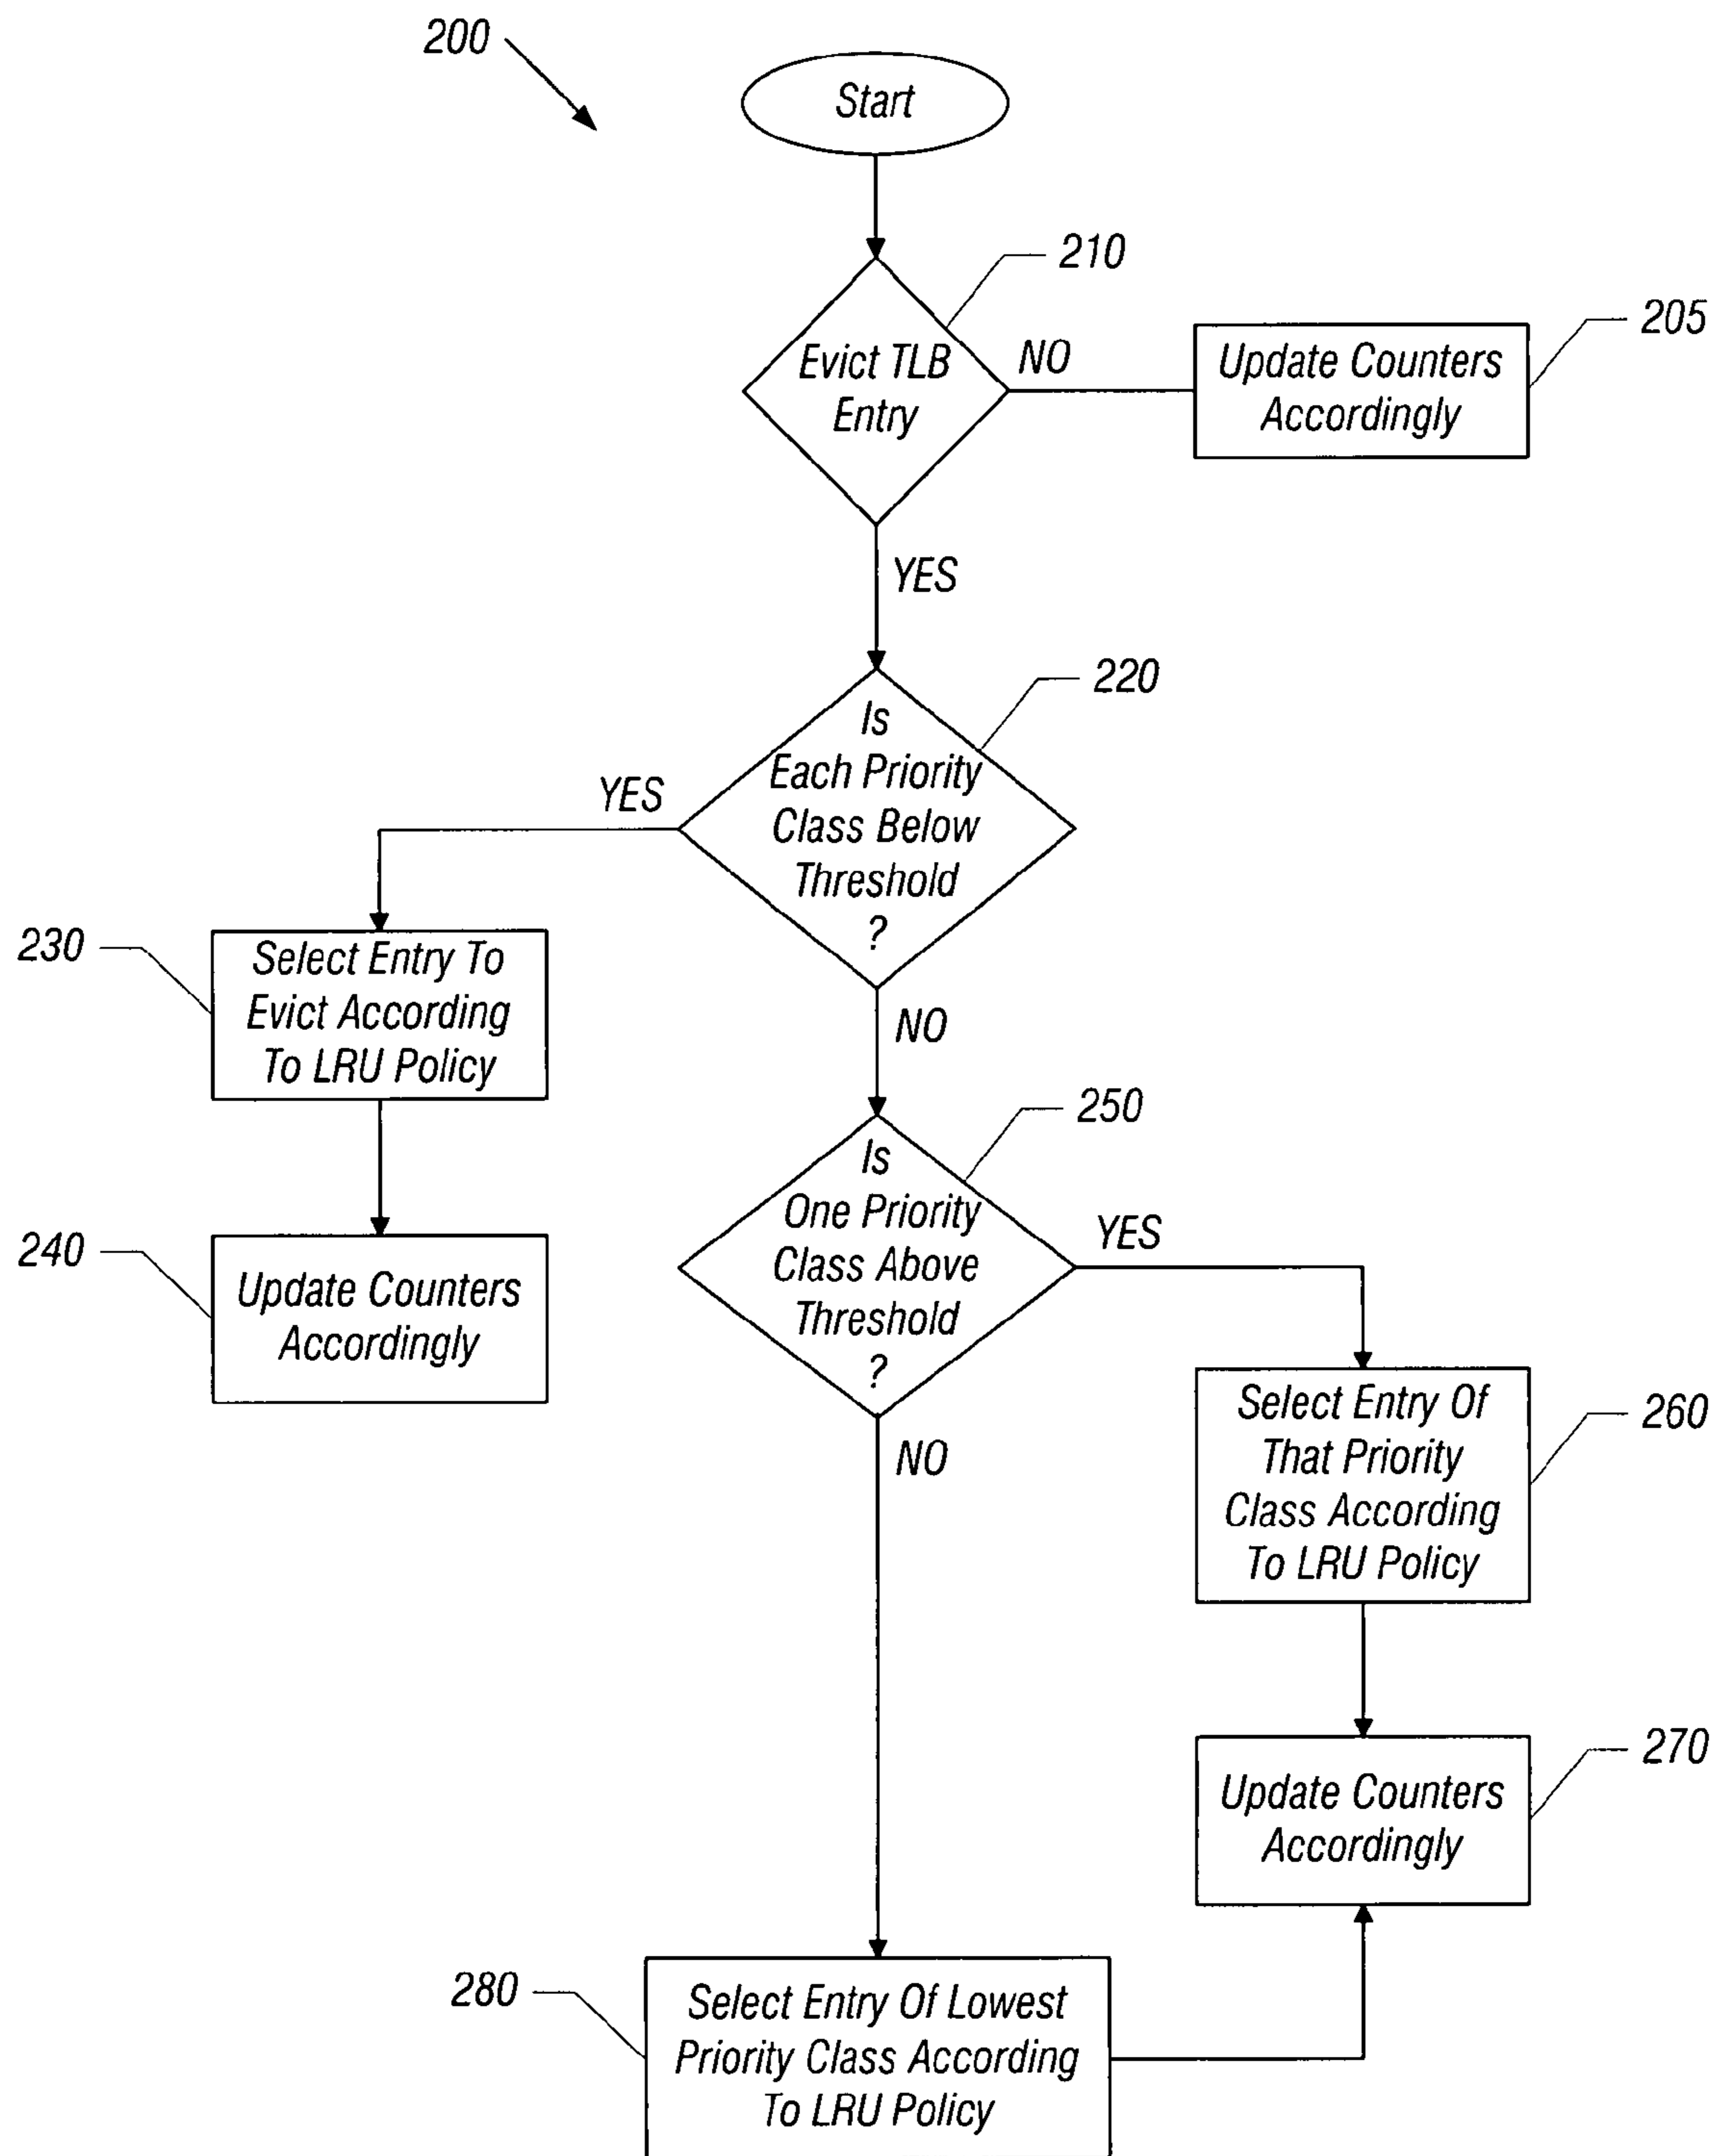 200
Start
210
Evict TLB
Entry
NO
Update Counters
Accordingly
205
YES
220
Is
Each Priority
Class Below
Threshold
?
YES
230
Select Entry To
Evict According
To LRU Policy
NO
240
Update Counters
Accordingly
250
Is
One Priority
Class Above
Threshold
?
YES
260
Select Entry Of
That Priority
Class According
To LRU Policy
NO
270
Update Counters
Accordingly
280
Select Entry Of Lowest
Priority Class According
To LRU Policy